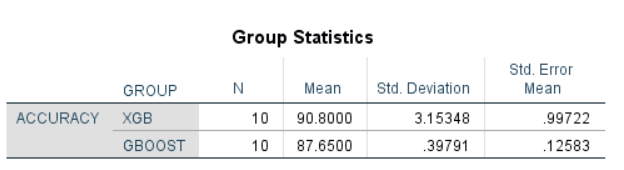 Group Statistics
GROUP N Mean Std. Deviation Std. Error Mean
ACCURACY XGB 10 90.8000 3.15348 .99722
GBOOST 10 87.6500 .39791 .12583